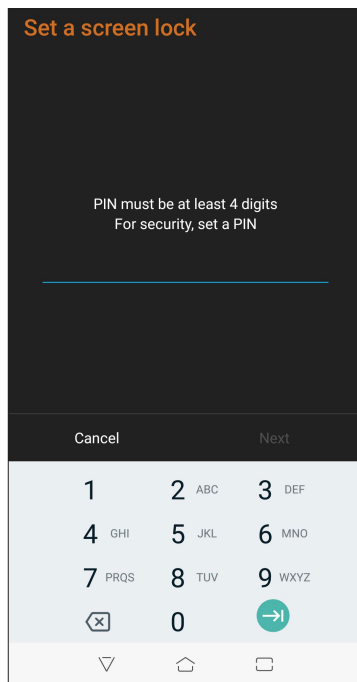 Set a screen lock
PIN must be at least 4 digits
For security, set a PIN
Cancel Next
1 2 ABC 3 DEF
4 GHI 5 JKL 6 MNO
7 PRQS 8 TUV 9 WXYZ
0